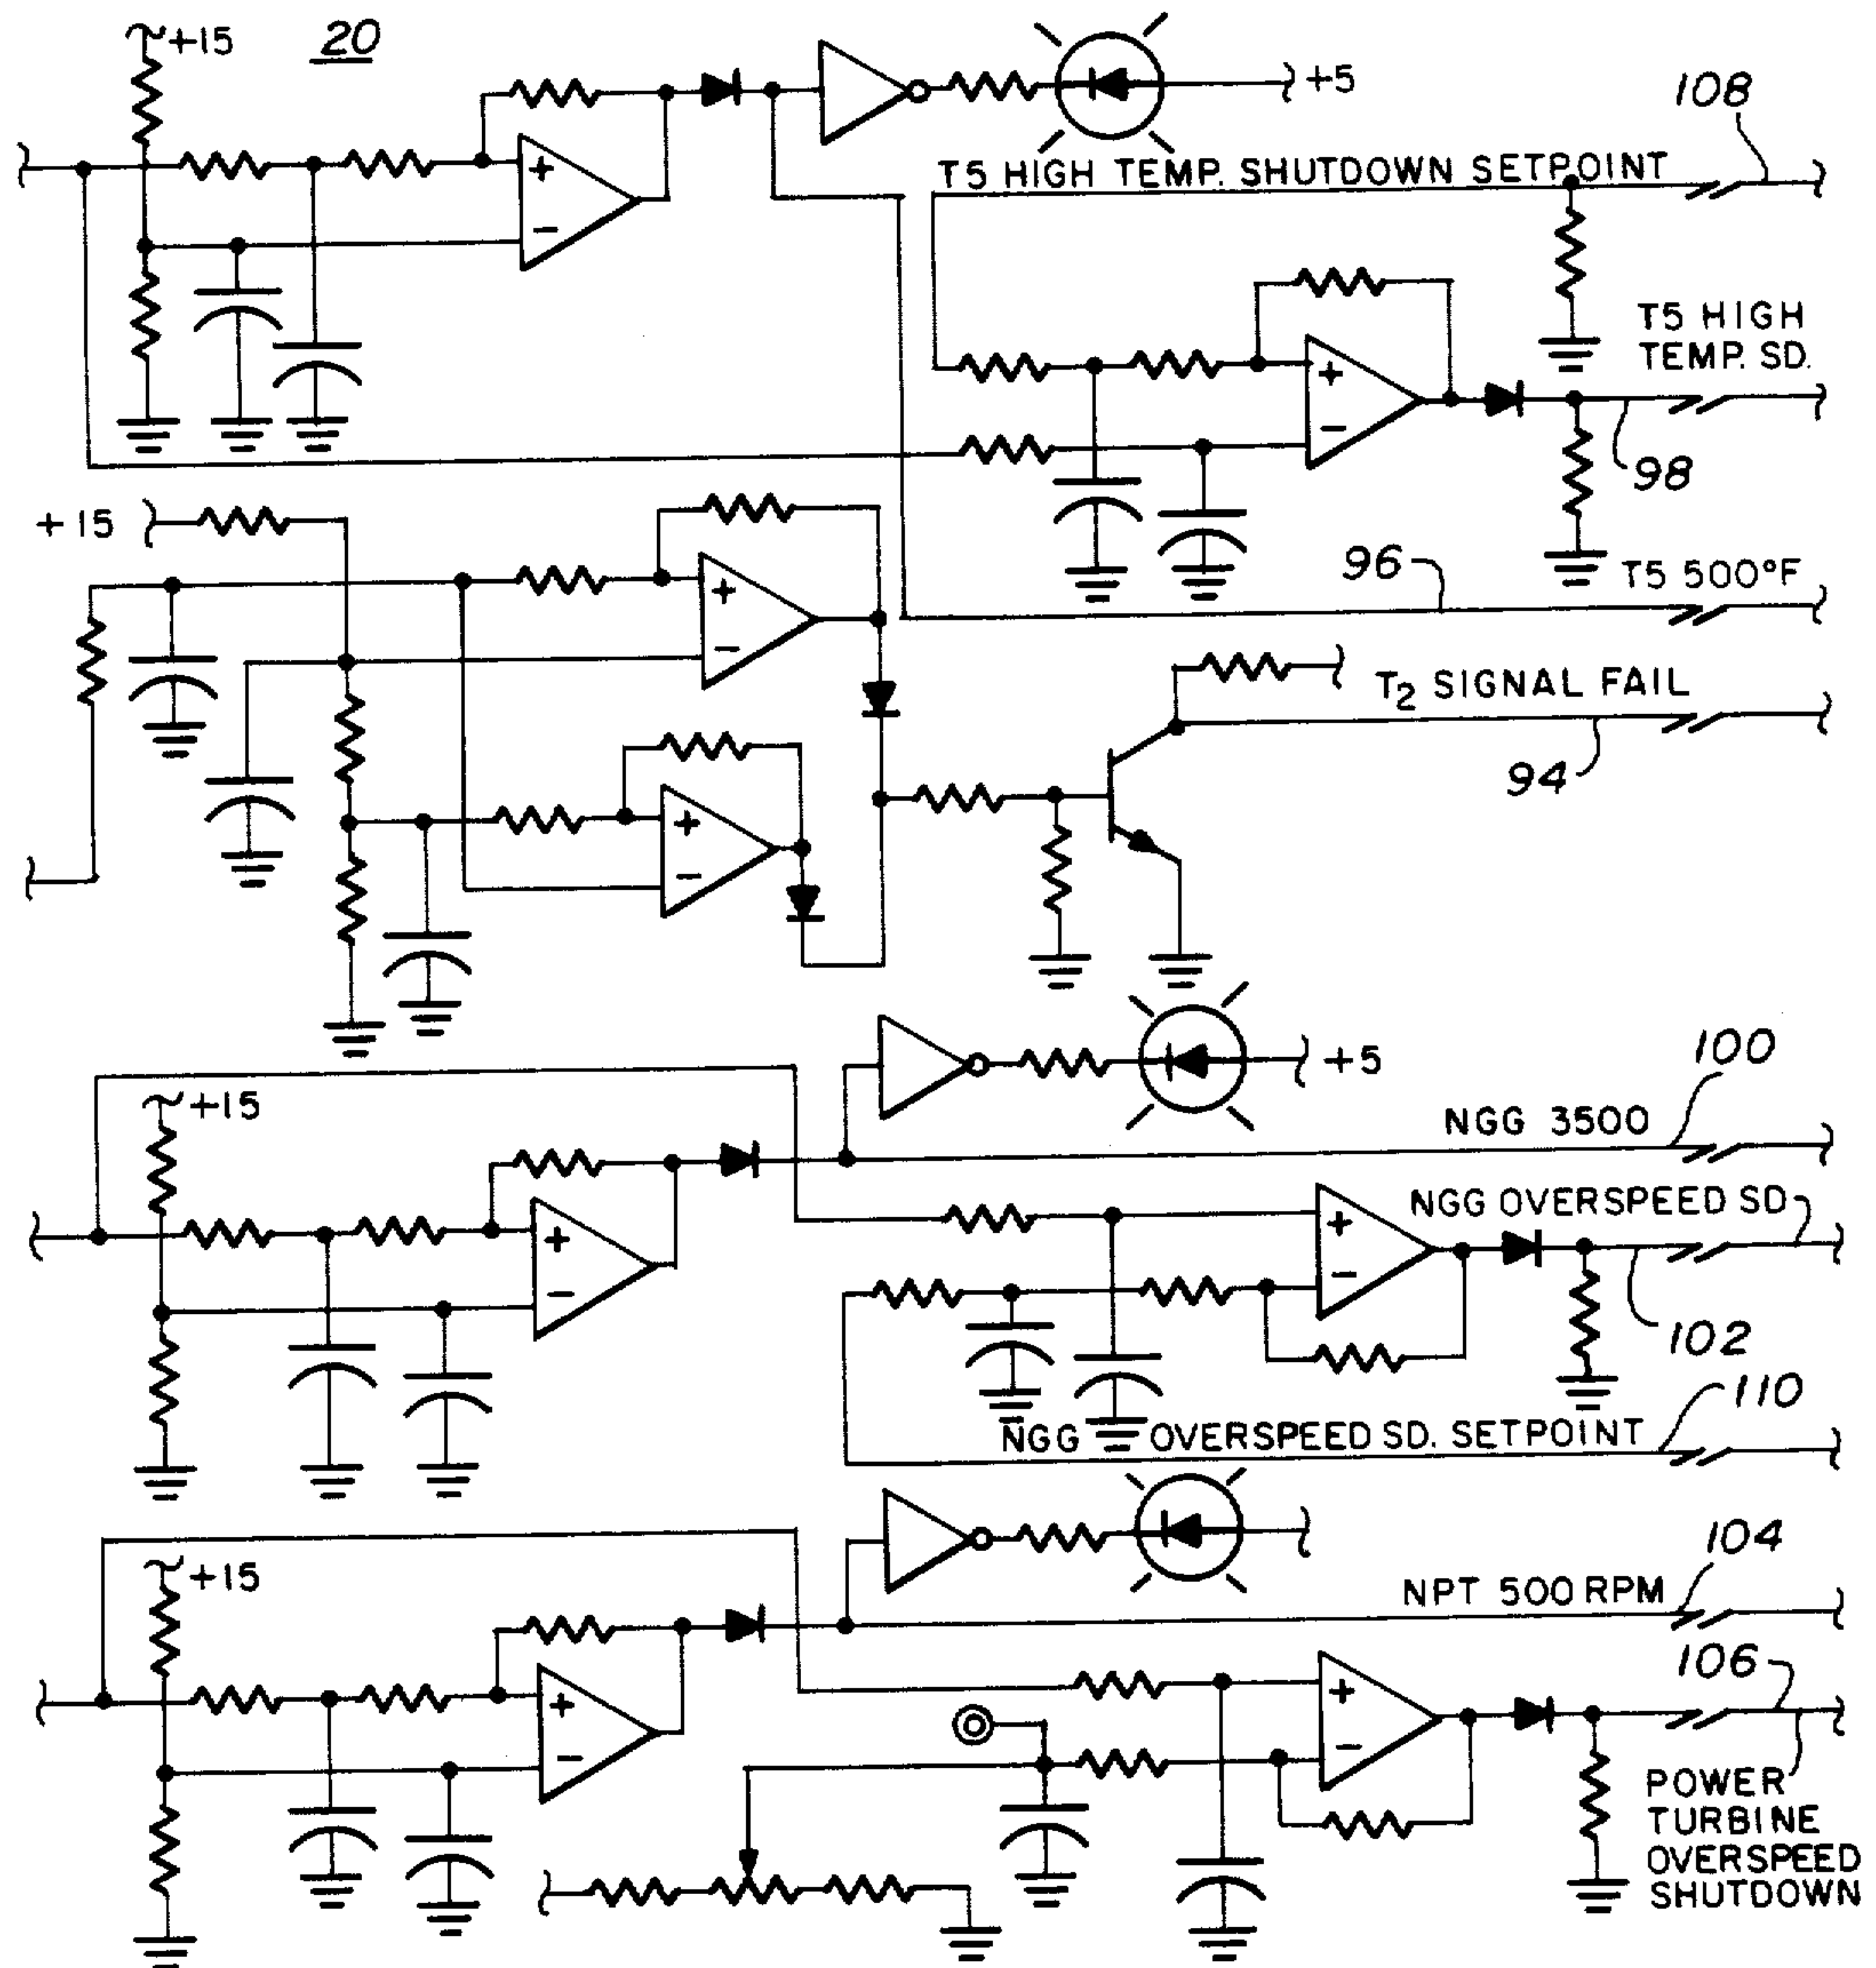 +15
20
+5
108
T5 HIGH TEMP. SHUTDOWN SETPOINT
+
−
T5 HIGH
TEMP. SD.
+
−
98
+15
96
T5 500°F
+
−
T2 SIGNAL FAIL
94
+
−
+5
100
+15
NGG 3500
NGG OVERSPEED SD
+
−
+
−
102
110
NGG OVERSPEED SD. SETPOINT
104
+15
NPT 500 RPM
106
+
−
+
−
POWER
TURBINE
OVERSPEED
SHUTDOWN